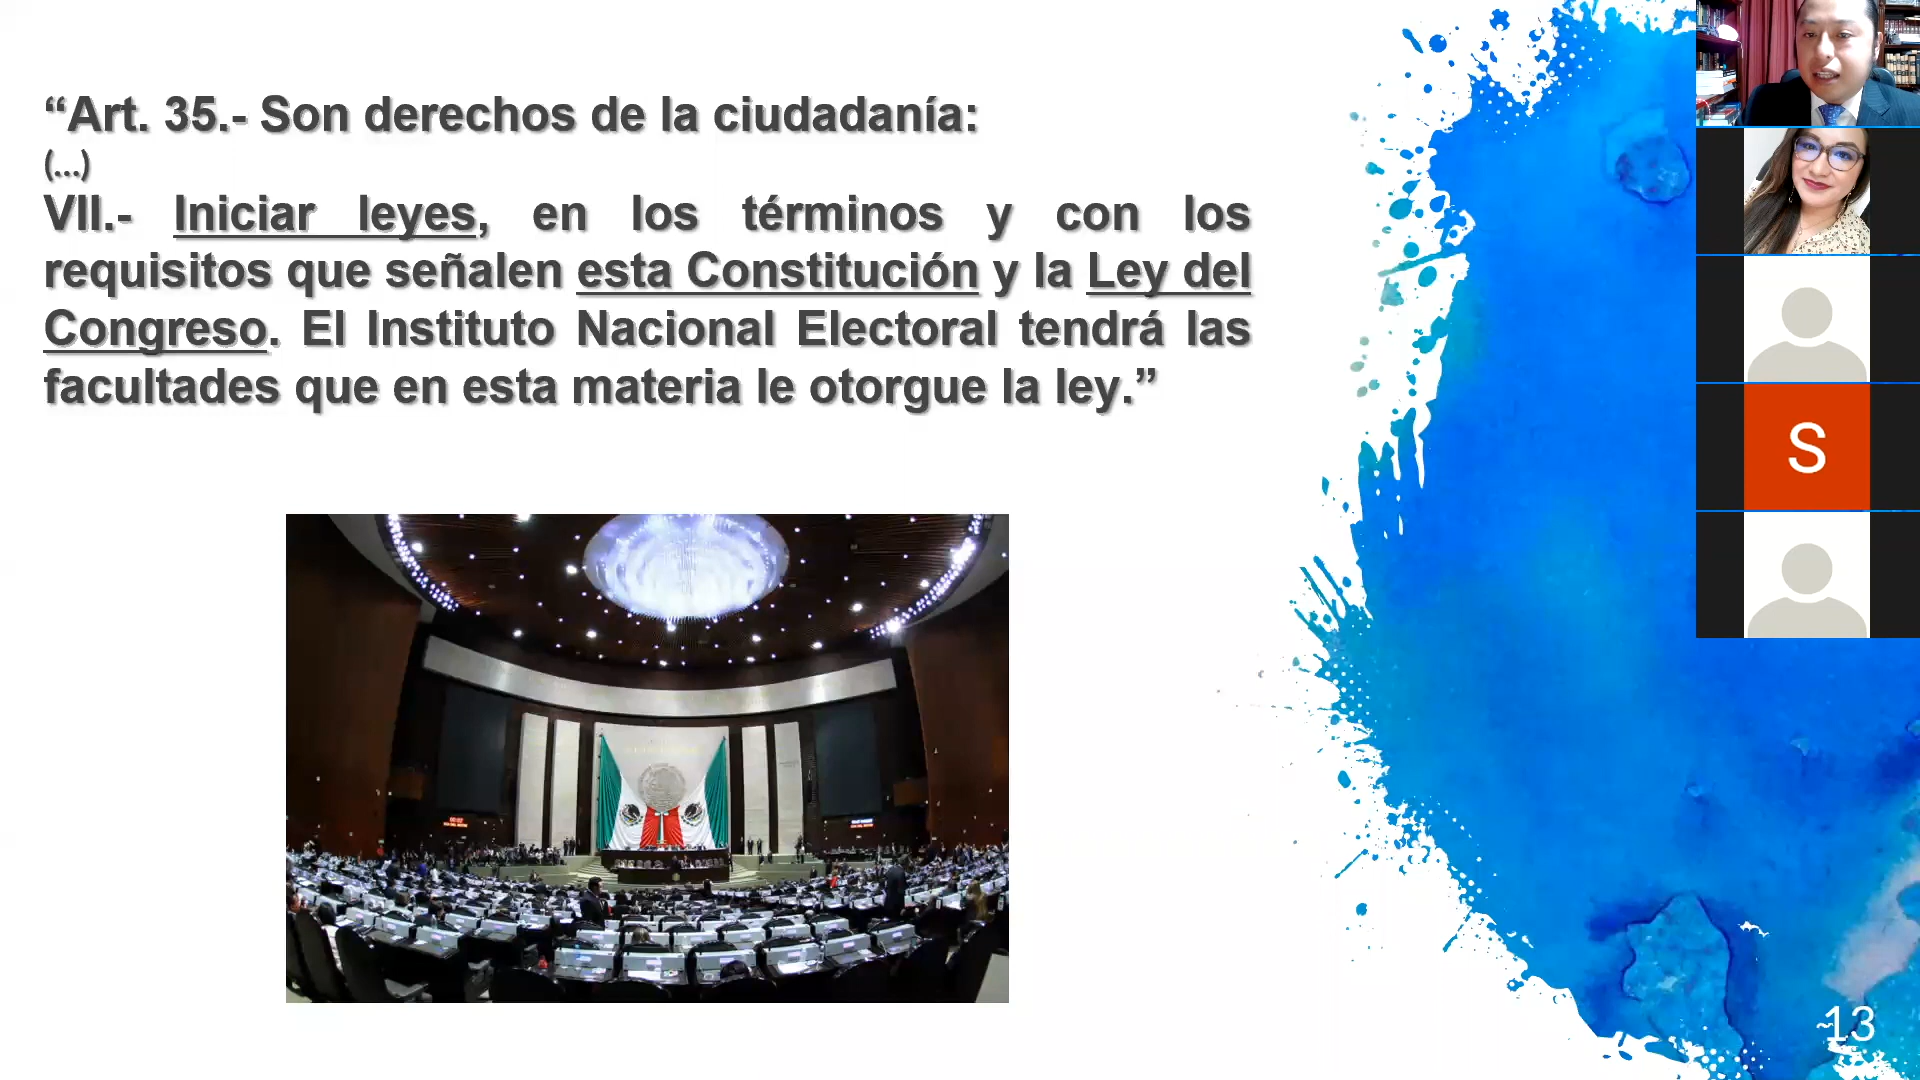 “Art. 35.- Son derechos de la ciudadanía:
(...)
VII.- Iniciar leyes, en los términos y con los
requisitos que señalen esta Constitución y la Ley del
Congreso. El Instituto Nacional Electoral tendrá las
facultades que en esta materia le otorgue la ley.”
S
13